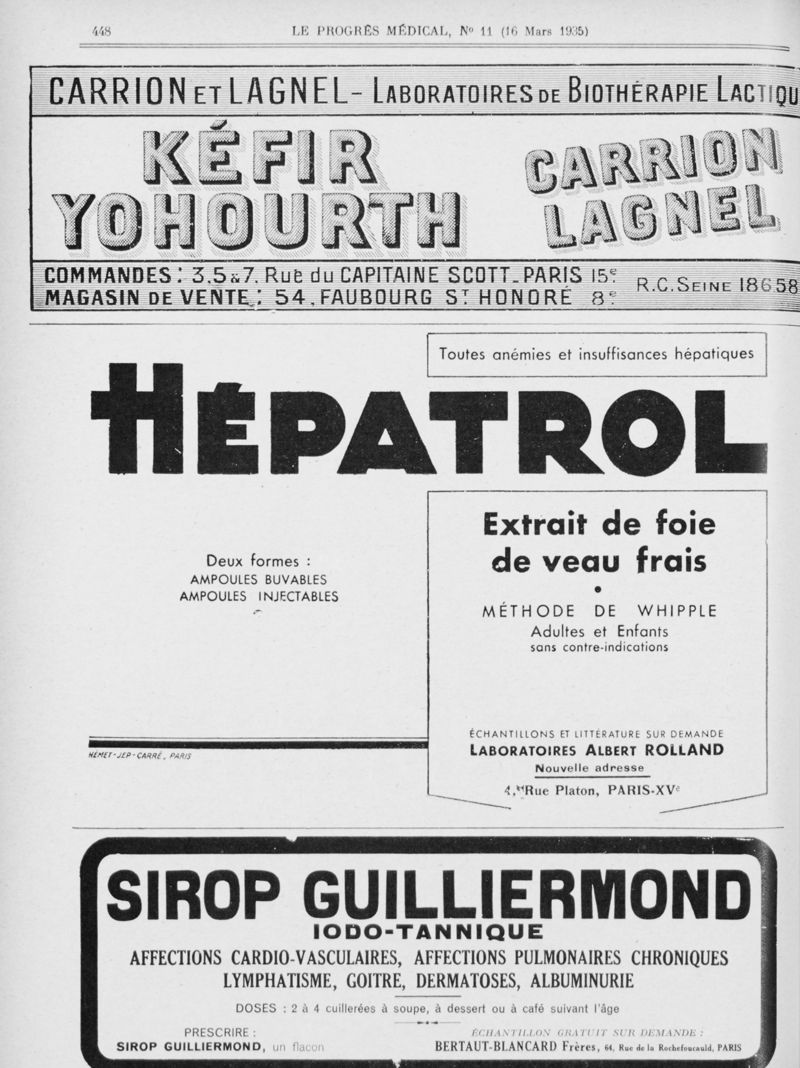 448
LE PROGRÈS MÉDICAL, Nº 11 (16 Mars 1935)
CARRION ET LAGNEL - LABORATOIRES DE BIOTHÉRAPIE LACTIQU
KÉFIR
YOHOURTH
CARRION
LAGNEL
COMMANDES : 3,5&7, Rue du CAPITAINE SCOTT_PARIS 15e
MAGASIN DE VENTE : 54, FAUBOURG ST HONORÉ 8e
R.C. SEINE 18658
Toutes anémies et insuffisances hépatiques
HÉPATROL
Deux formes :
AMPOULES BUVABLES
AMPOULES INJECTABLES
Extrait de foie
de veau frais
•
MÉTHODE DE WHIPPLE
Adultes et Enfants
sans contre-indications
ÉCHANTILLONS ET LITTÉRATURE SUR DEMANDE
LABORATOIRES ALBERT ROLLAND
Nouvelle adresse
4, Rue Platon, PARIS-XVe
HÉMET-JEP-CARRÉ, PARIS
SIROP GUILLIERMOND
IODO-TANNIQUE
AFFECTIONS CARDIO-VASCULAIRES, AFFECTIONS PULMONAIRES CHRONIQUES
LYMPHATISME, GOITRE, DERMATOSES, ALBUMINURIE
DOSES : 2 à 4 cuillerées à soupe, à dessert ou à café suivant l'âge
PRESCRIRE :
SIROP GUILLIERMOND, un flacon
ÉCHANTILLON GRATUIT SUR DEMANDE :
BERTAUT-BLANCARD Frères, 64, Rue de la Rochefoucauld, PARIS